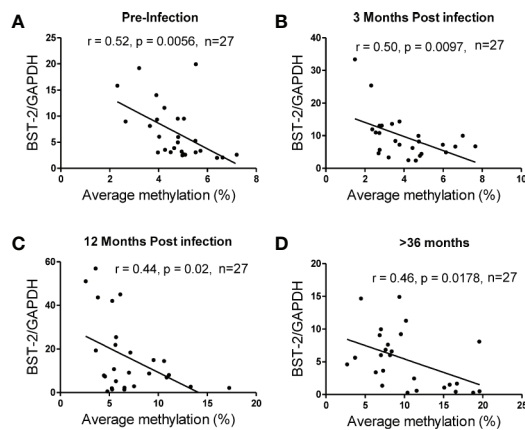 A
Pre-Infection
r = 0.52, p = 0.0056, n=27
BST-2/GAPDH
25
20
15
10
5
0
0 2 4 6 8
Average methylation (%)
B
3 Months Post infection
r = 0.50, p = 0.0097, n=27
BST-2/GAPDH
40
30
20
10
0
0 2 4 6 8 10
Average methylation (%)
C
12 Months Post infection
r = 0.44, p = 0.02, n=27
BST-2/GAPDH
60
40
20
0
0 5 10 15 20
Average methylation (%)
D
>36 months
r = 0.46, p = 0.0178, n=27
BST-2/GAPDH
20
15
10
5
0
0 5 10 15 20 25
Average methylation (%)